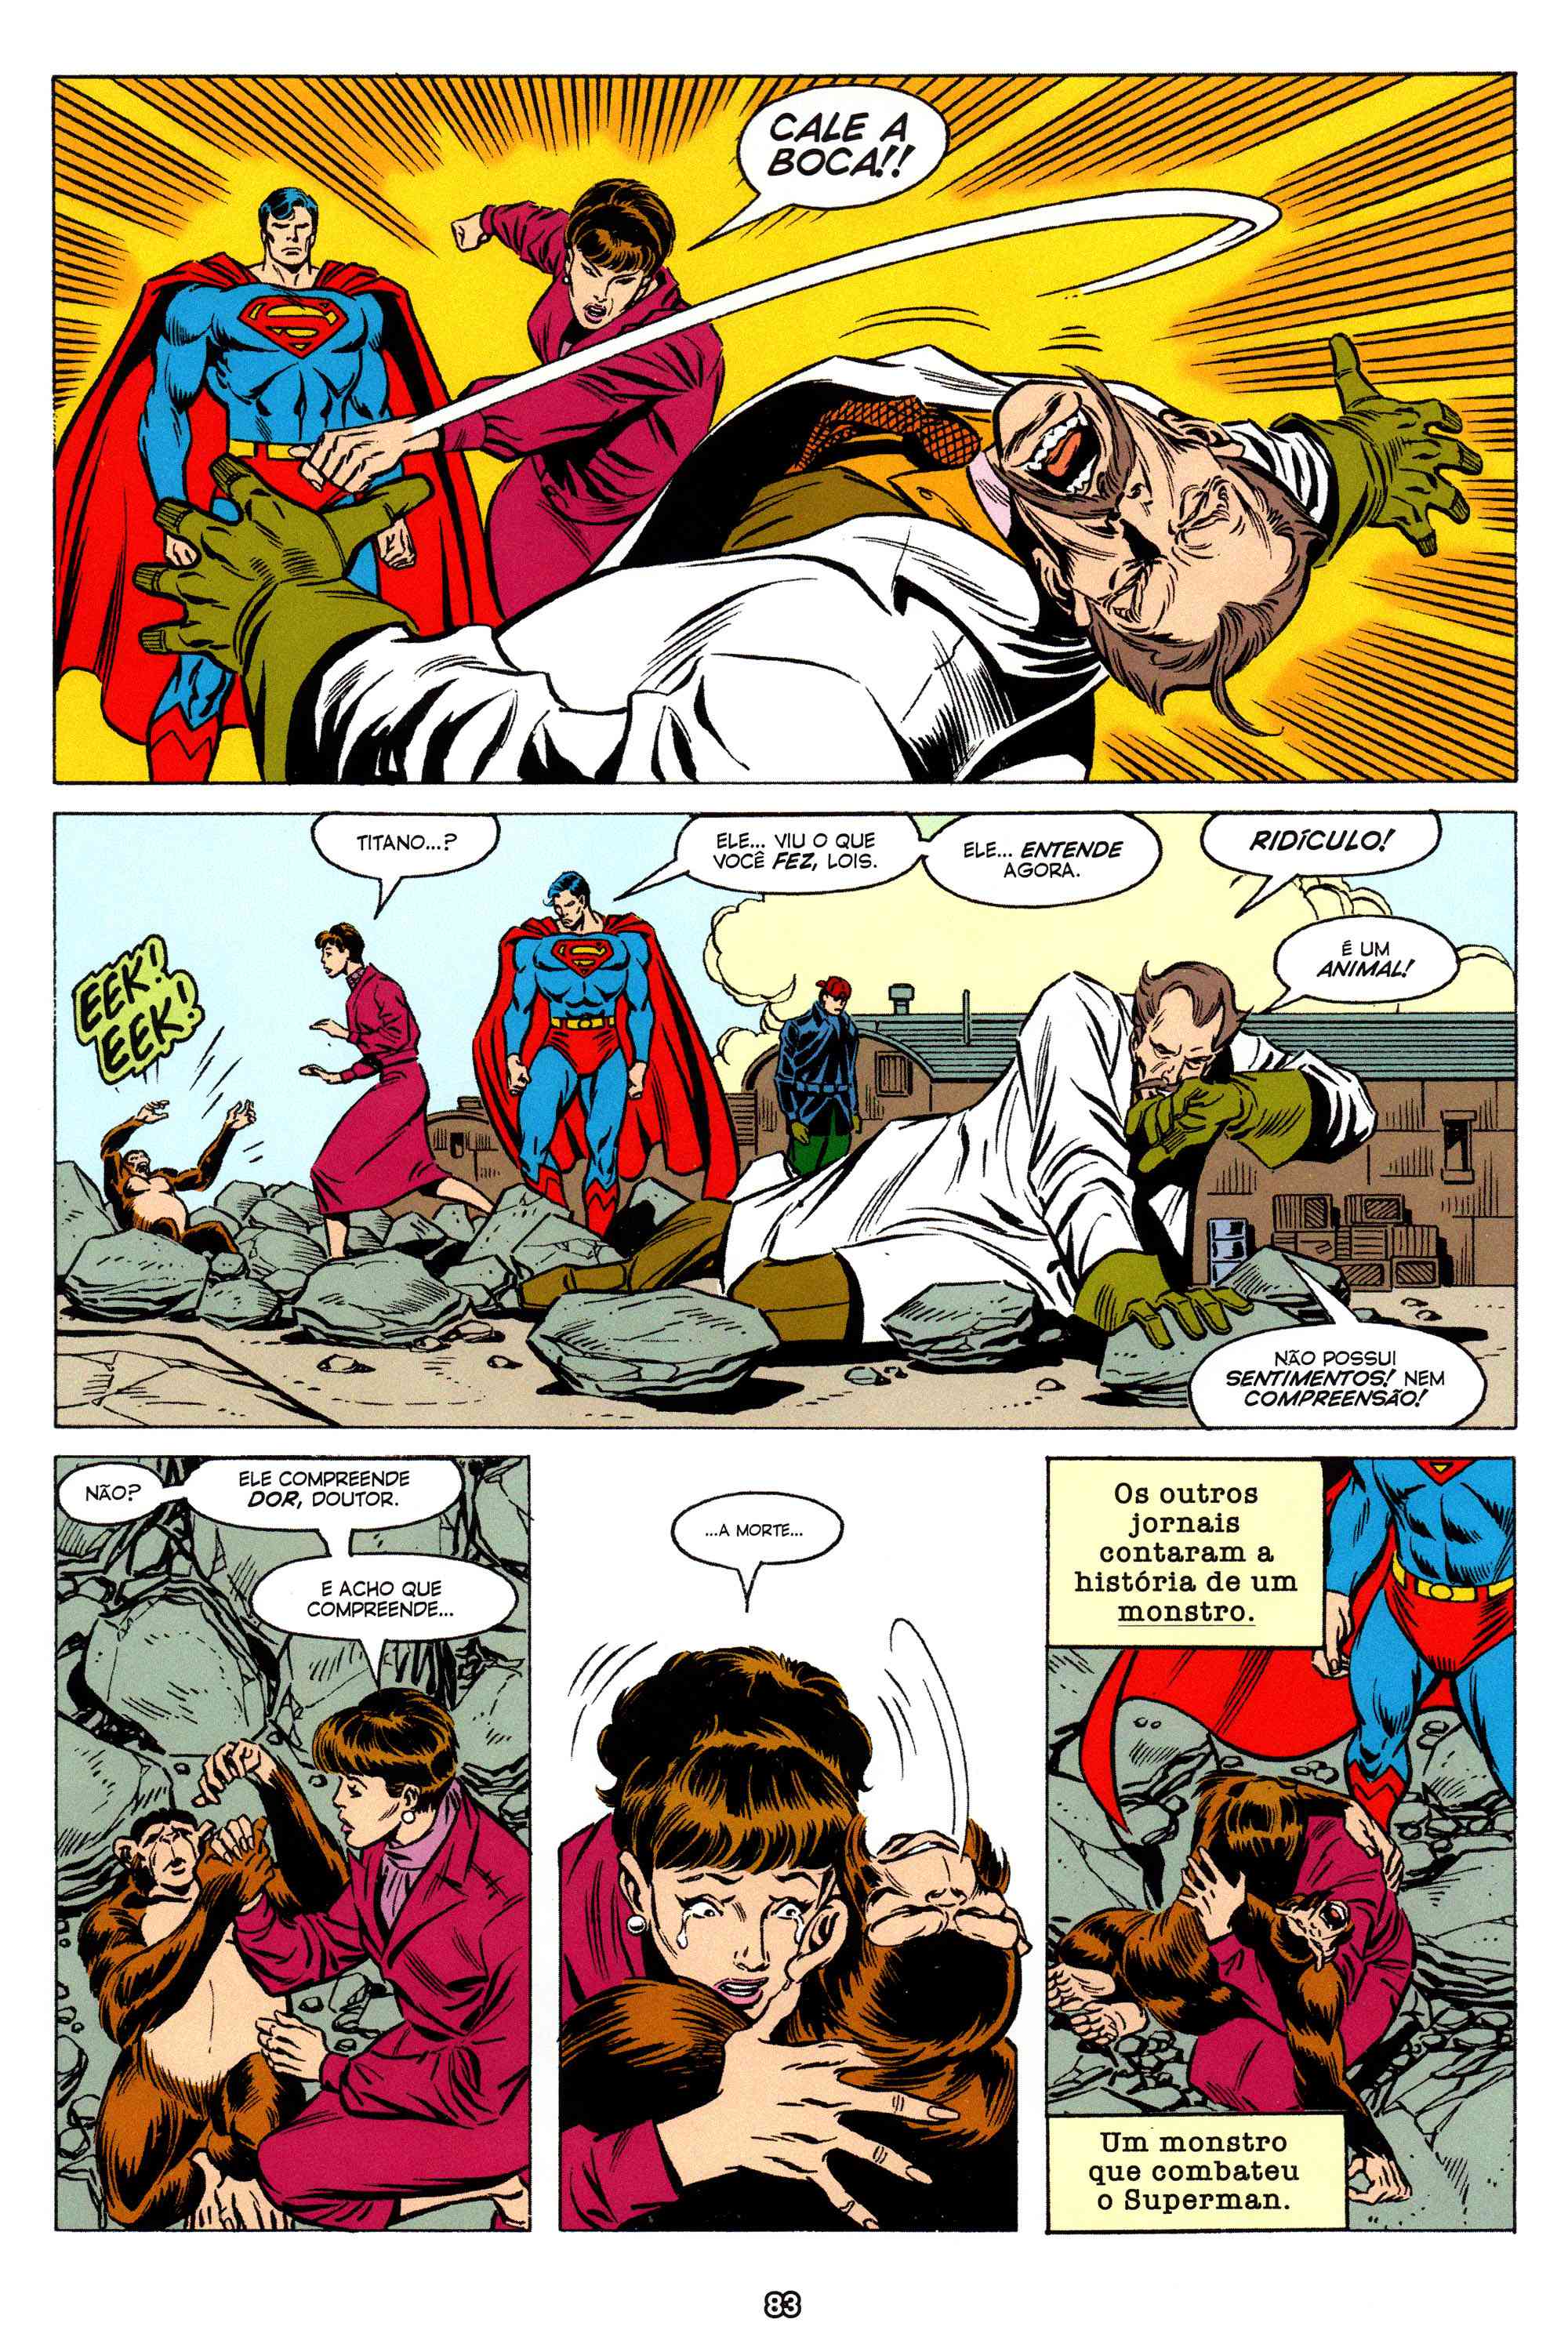 CALE A
BOCA!!
TITANO...?
ELE... VIU O QUE
VOCÊ FEZ, LOIS.
ELE... ENTENDE
AGORA.
RIDÍCULO!
É UM
ANIMAL!
EEK!
EEK!
NÃO POSSUI
SENTIMENTOS! NEM
COMPREENSÃO!
NÃO?
ELE COMPREENDE
DOR, DOUTOR.
E ACHO QUE
COMPREENDE...
...A MORTE...
Os outros
jornais
contaram a
história de um
monstro.
Um monstro
que combateu
o Superman.
83